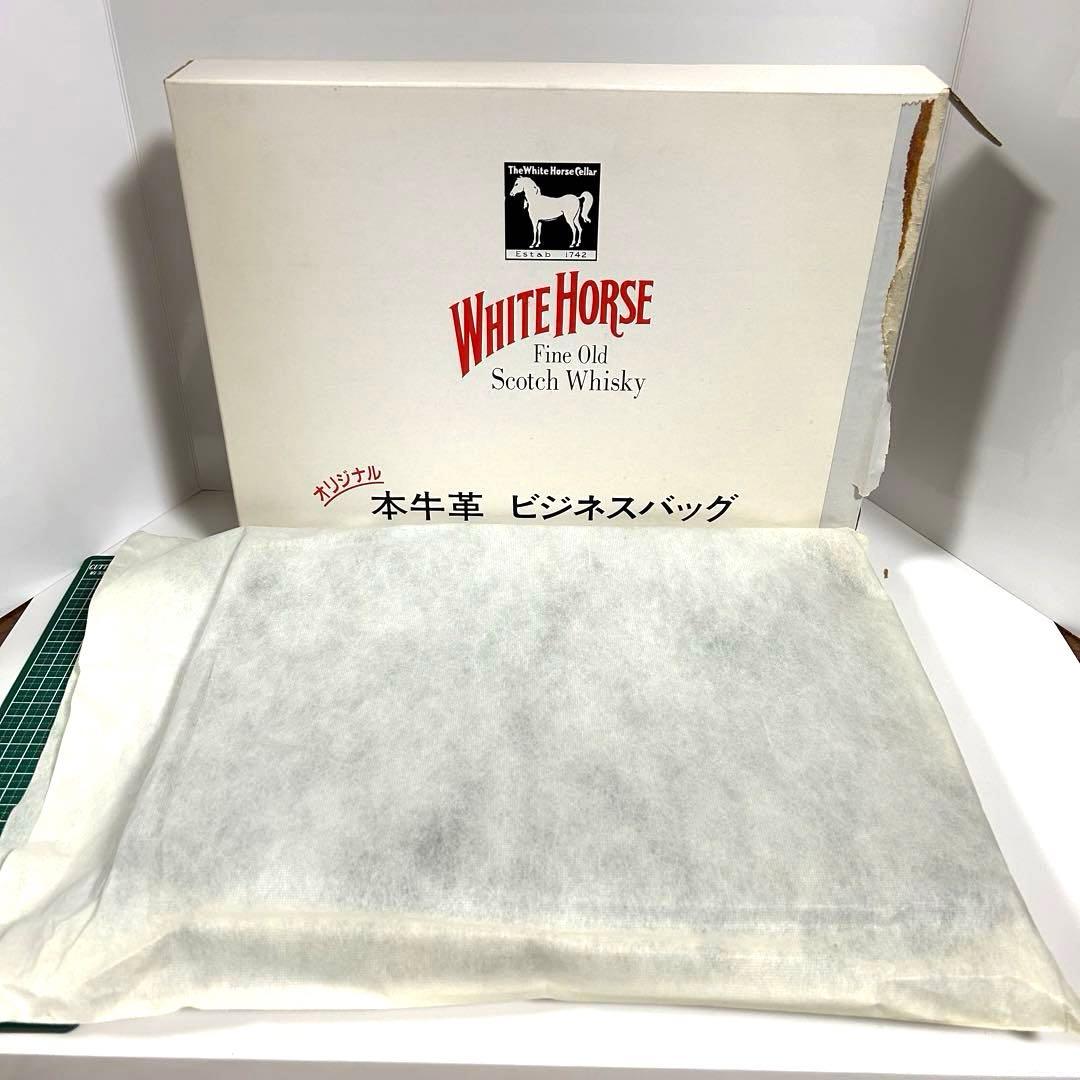 The White Horse Cellar
Estab 1742
WHITE HORSE
Fine Old
Scotch Whisky
オリジナル
本牛革 ビジネスバッグ